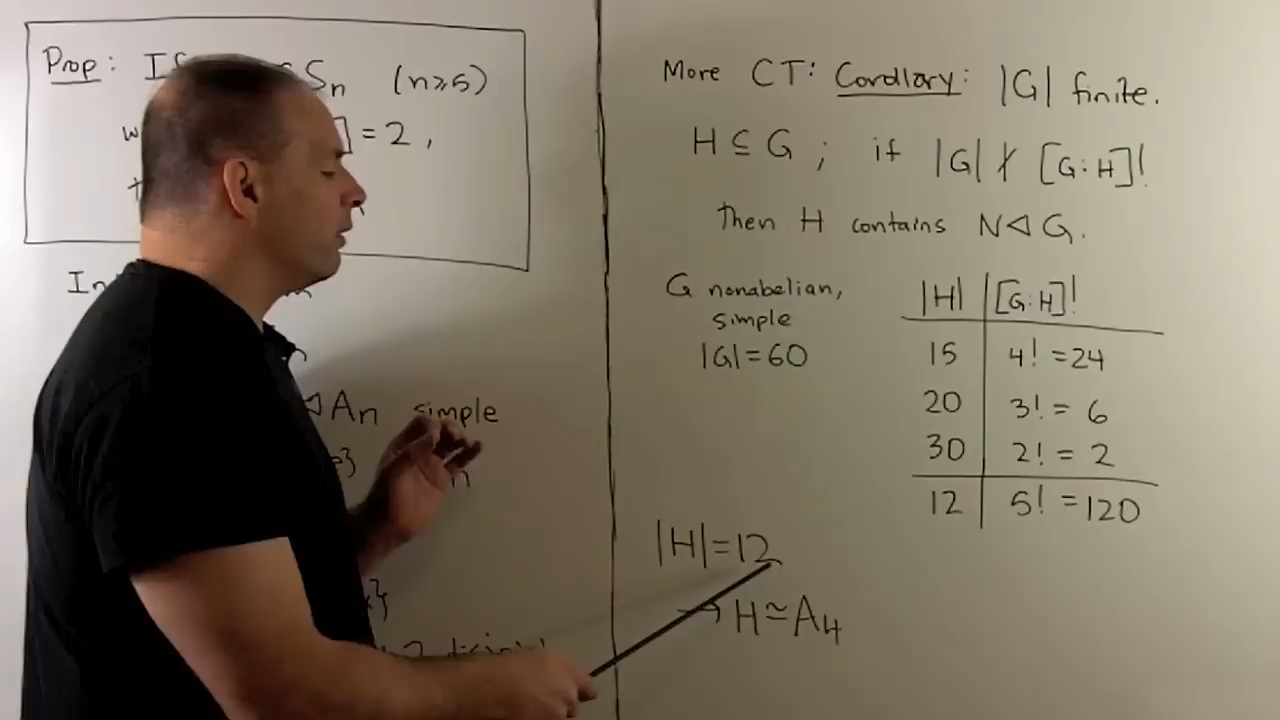 Prop: If Sn (n≥5)
] = 2,
In
◁ An simple
n
More CT: Corollary: |G| finite.
H ⊆ G ; if |G| ∤ [G:H]!
then H contains N ◁ G.
G nonabelian,
simple
|G| = 60
|H| [G:H]!
15 4! = 24
20 3! = 6
30 2! = 2
12 5! = 120
|H| = 12
→ H ≃ A4